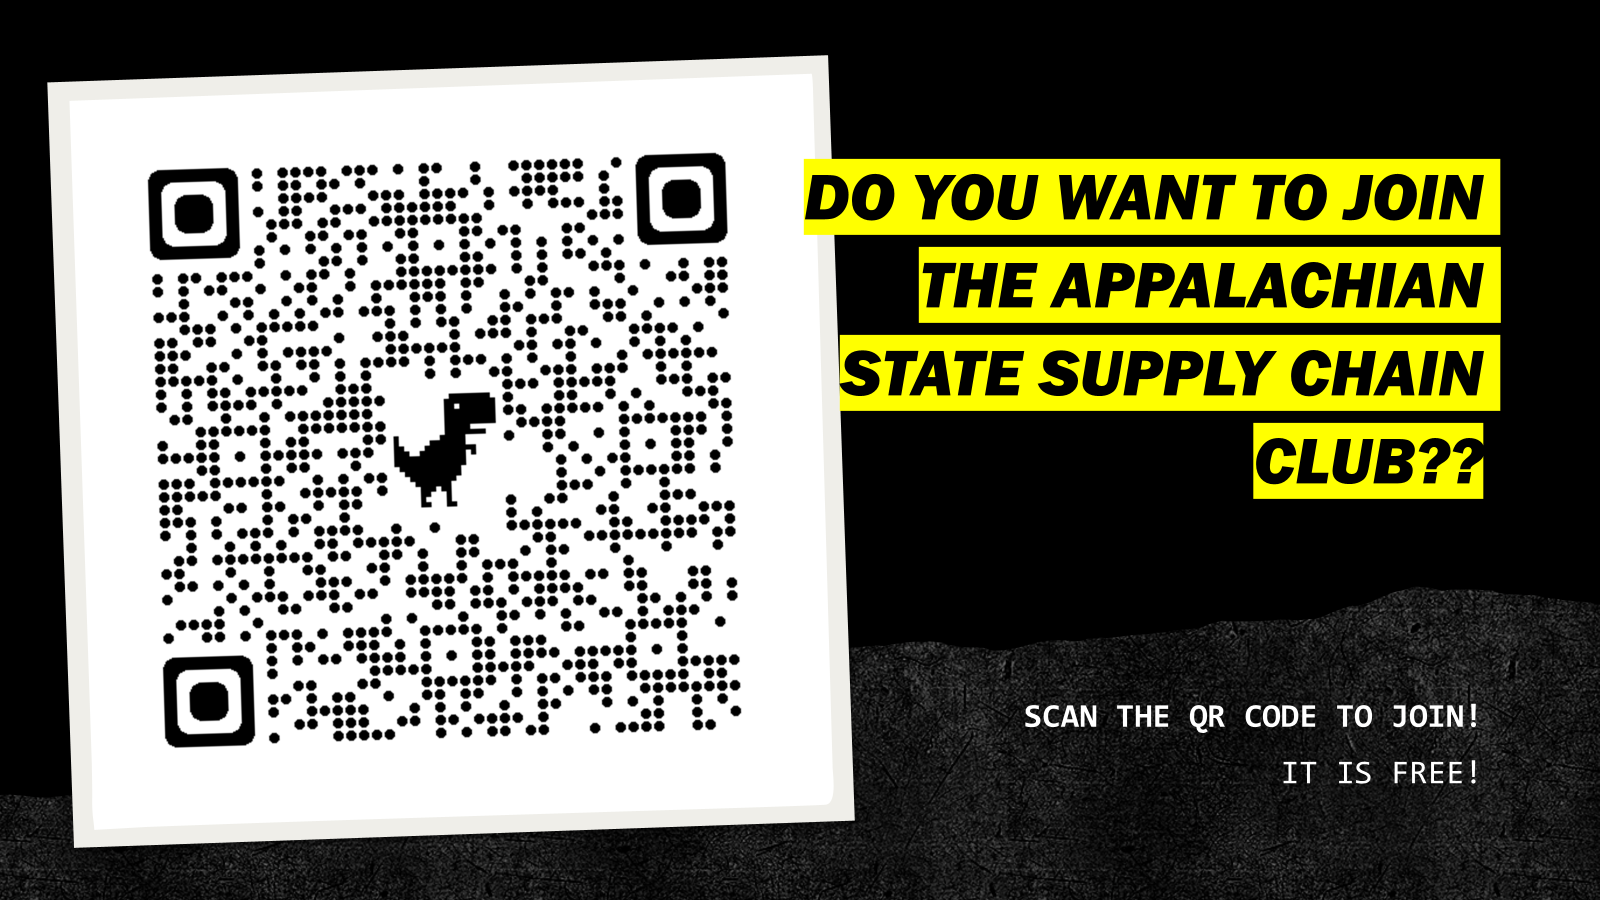 DO YOU WANT TO JOIN
THE APPALACHIAN
STATE SUPPLY CHAIN
CLUB??
SCAN THE QR CODE TO JOIN!
IT IS FREE!